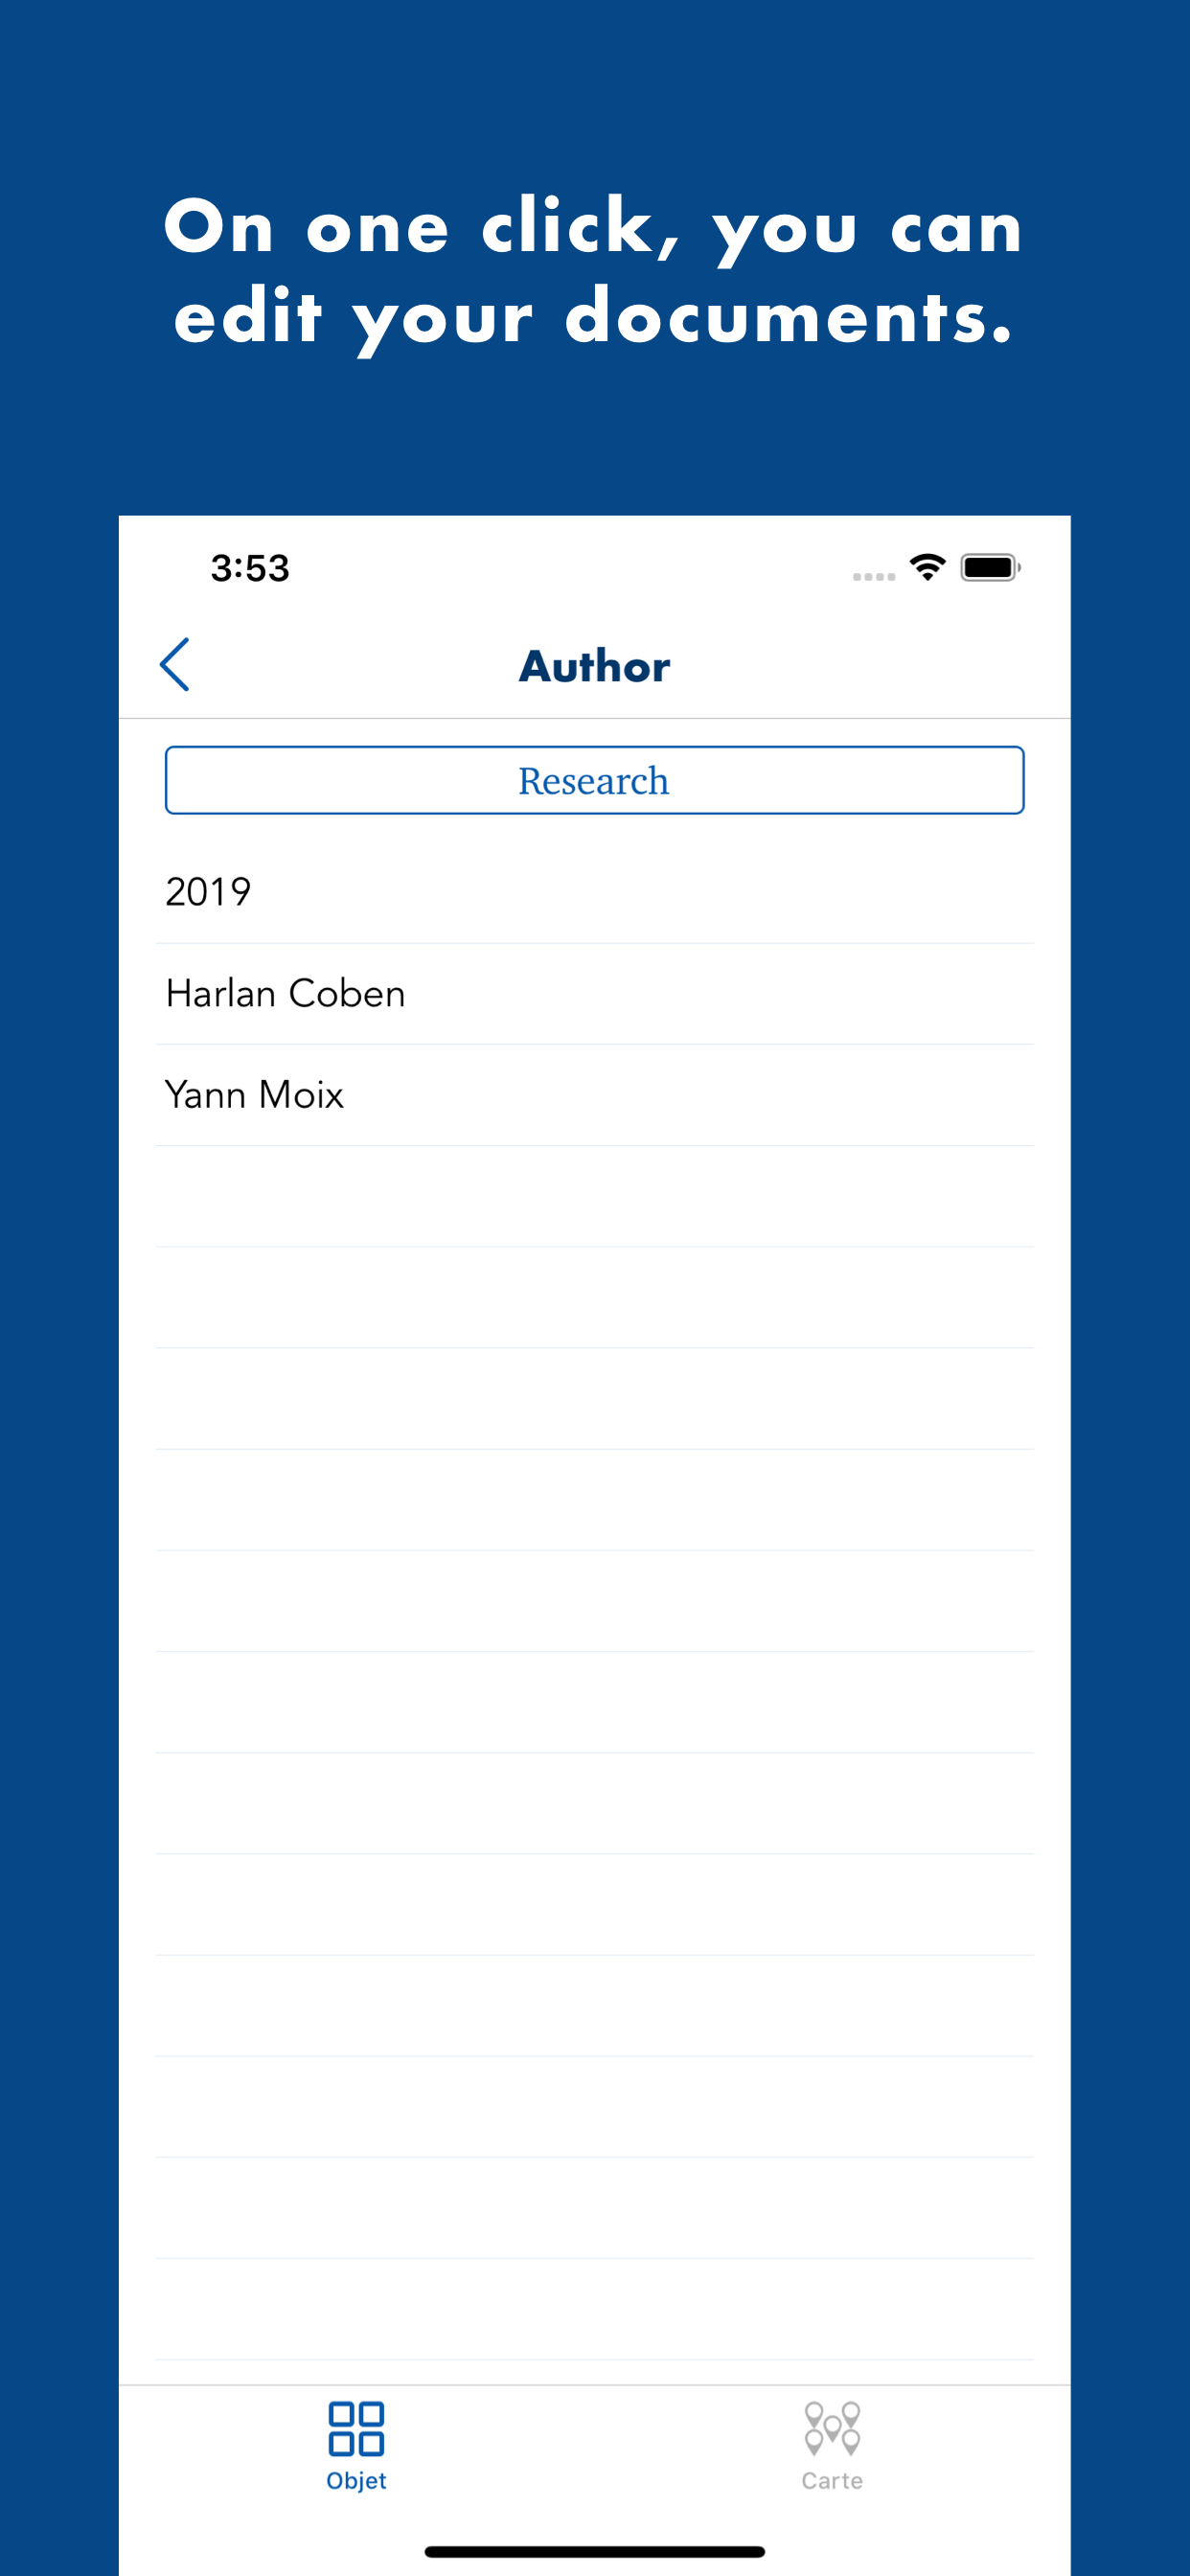 On one click, you can
edit your documents.
3:53
Author
Research
2019
Harlan Coben
Yann Moix
Objet
Carte